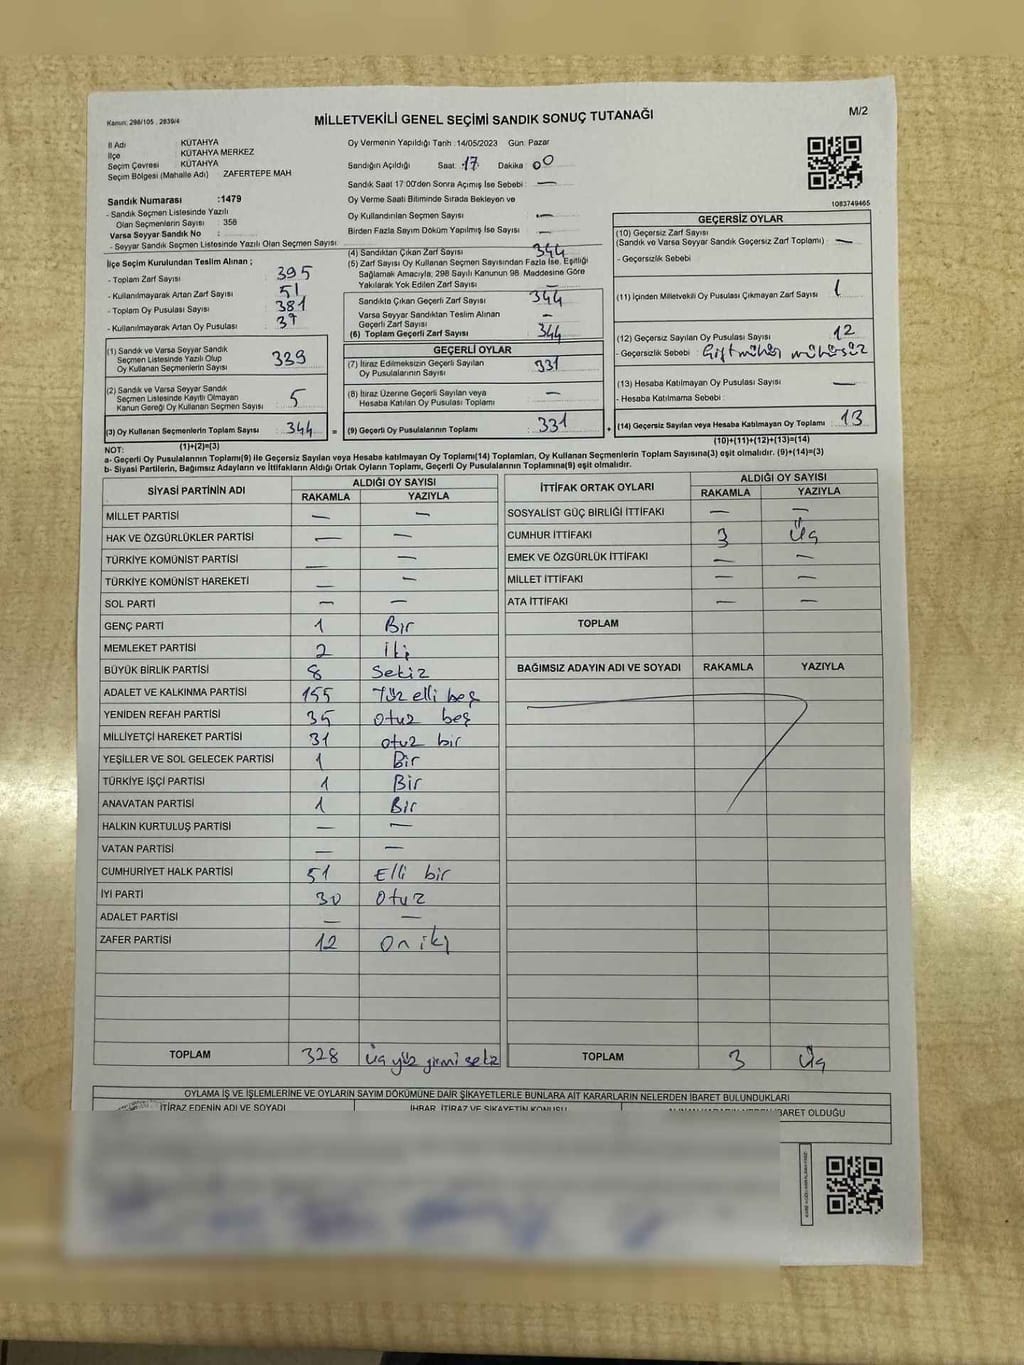 Kanun: 298/105 , 2839/4
MİLLETVEKİLİ GENEL SEÇİMİ SANDIK SONUÇ TUTANAĞI
M/2
İl Adı KÜTAHYA
İlçe KÜTAHYA MERKEZ
Seçim Çevresi KÜTAHYA
Seçim Bölgesi (Mahalle Adı) ZAFERTEPE MAH
Sandık Numarası :1479
- Sandık Seçmen Listesinde Yazılı
Olan Seçmenlerin Sayısı : 358
Varsa Seyyar Sandık No :
- Seyyar Sandık Seçmen Listesinde Yazılı Olan Seçmen Sayısı :
Oy Vermenin Yapıldığı Tarih :14/05/2023 Gün: Pazar
Sandığın Açıldığı Saat: 17 Dakika: 00
Sandık Saat 17:00'den Sonra Açımış İse Sebebi : —
Oy Verme Saati Bitiminde Sırada Bekleyen ve
Oy Kullandırılan Seçmen Sayısı : —
Birden Fazla Sayım Döküm Yapılmış İse Sayısı : —
1083749465
İlçe Seçim Kurulundan Teslim Alınan ;
- Toplam Zarf Sayısı 395
- Kullanılmayarak Artan Zarf Sayısı 51
- Toplam Oy Pusulası Sayısı 381
- Kullanılmayarak Artan Oy Pusulası 37
(1) Sandık ve Varsa Seyyar Sandık
Seçmen Listesinde Yazılı Olup
Oy Kullanan Seçmenlerin Sayısı 339
(2) Sandık ve Varsa Seyyar Sandık
Seçmen Listesinde Kayıtlı Olmayan
Kanun Gereği Oy Kullanan Seçmen Sayısı 5
(3) Oy Kullanan Seçmenlerin Toplam Sayısı 344
(1)+(2)=(3)
(4) Sandıktan Çıkan Zarf Sayısı 344
(5) Zarf Sayısı Oy Kullanan Seçmen Sayısından Fazla İse, Eşitliği
Sağlamak Amacıyla; 298 Sayılı Kanunun 98. Maddesine Göre
Yakılarak Yok Edilen Zarf Sayısı —
Sandıkta Çıkan Geçerli Zarf Sayısı 344
Varsa Seyyar Sandıktan Teslim Alınan
Geçerli Zarf Sayısı —
(6) Toplam Geçerli Zarf Sayısı 344
GEÇERLİ OYLAR
(7) İtiraz Edilmeksizin Geçerli Sayılan
Oy Pusulalarının Sayısı 331
(8) İtiraz Üzerine Geçerli Sayılan veya
Hesaba Katılan Oy Pusulası Toplamı —
= (9) Geçerli Oy Pusulalarının Toplamı 331
GEÇERSİZ OYLAR
(10) Geçersiz Zarf Sayısı
(Sandık ve Varsa Seyyar Sandık Geçersiz Zarf Toplamı) : —
- Geçersizlik Sebebi
(11) İçinden Milletvekili Oy Pusulası Çıkmayan Zarf Sayısı 1
(12) Geçersiz Sayılan Oy Pusulası Sayısı 12
- Geçersizlik Sebebi : Çift mühür mühürsüz
(13) Hesaba Katılmayan Oy Pusulası Sayısı —
- Hesaba Katılmama Sebebi :
+ (14) Geçersiz Sayılan veya Hesaba Katılmayan Oy Toplamı 13
(10)+(11)+(12)+(13)=(14)
NOT:
a- Geçerli Oy Pusulalarının Toplamı(9) ile Geçersiz Sayılan veya Hesaba katılmayan Oy Toplamı(14) Toplamları, Oy Kullanan Seçmenlerin Toplam Sayısına(3) eşit olmalıdır. (9)+(14)=(3)
b- Siyasi Partilerin, Bağımsız Adayların ve İttifakların Aldığı Ortak Oyların Toplamı, Geçerli Oy Pusulalarının Toplamına(9) eşit olmalıdır.
SİYASİ PARTİNİN ADI ALDIĞI OY SAYISI
RAKAMLA YAZIYLA
MİLLET PARTİSİ — —
HAK VE ÖZGÜRLÜKLER PARTİSİ — —
TÜRKİYE KOMÜNİST PARTİSİ — —
TÜRKİYE KOMÜNİST HAREKETİ — —
SOL PARTİ — —
GENÇ PARTİ 1 Bir
MEMLEKET PARTİSİ 2 İki
BÜYÜK BİRLİK PARTİSİ 8 Sekiz
ADALET VE KALKINMA PARTİSİ 155 Yüz elli beş
YENİDEN REFAH PARTİSİ 35 otuz beş
MİLLİYETÇİ HAREKET PARTİSİ 31 otuz bir
YEŞİLLER VE SOL GELECEK PARTİSİ 1 Bir
TÜRKİYE İŞÇİ PARTİSİ 1 Bir
ANAVATAN PARTİSİ 1 Bir
HALKIN KURTULUŞ PARTİSİ — —
VATAN PARTİSİ — —
CUMHURİYET HALK PARTİSİ 51 Elli bir
İYİ PARTİ 30 Otuz
ADALET PARTİSİ — —
ZAFER PARTİSİ 12 On iki
TOPLAM 328 Üç yüz yirmi sekiz
İTTİFAK ORTAK OYLARI ALDIĞI OY SAYISI
RAKAMLA YAZIYLA
SOSYALİST GÜÇ BİRLİĞİ İTTİFAKI — —
CUMHUR İTTİFAKI 3 Üç
EMEK VE ÖZGÜRLÜK İTTİFAKI — —
MİLLET İTTİFAKI — —
ATA İTTİFAKI — —
TOPLAM
BAĞIMSIZ ADAYIN ADI VE SOYADI RAKAMLA YAZIYLA
TOPLAM 3 Üç
OYLAMA İŞ VE İŞLEMLERİNE VE OYLARIN SAYIM DÖKÜMÜNE DAİR ŞİKAYETLERLE BUNLARA AİT KARARLARIN NELERDEN İBARET BULUNDUKLARI
İTİRAZ EDENİN ADI VE SOYADI İHBAR, İTİRAZ VE ŞİKAYETİN KONUSU İBARET OLDUĞU